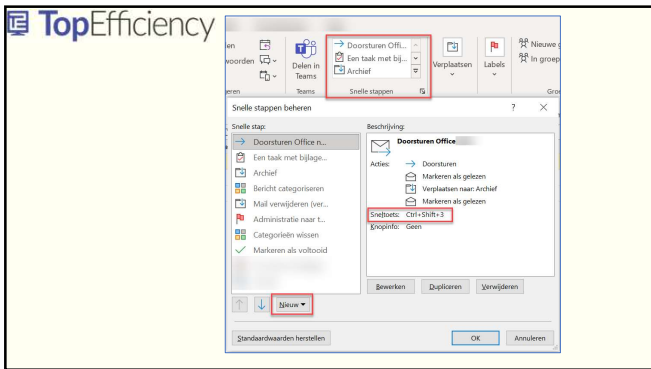 TopEfficiency
en
woorden
Delen in
Teams
Doorsturen Offi...
Een taak met bij...
Archief
Verplaatsen
Labels
Nieuwe g
In groep
eren
Teams
Snelle stappen
Gro
Snelle stappen beheren ? ×
Snelle stap:
Doorsturen Office n...
Een taak met bijlage...
Archief
Bericht categoriseren
Mail verwijderen (ver...
Administratie naar t...
Categorieën wissen
Markeren als voltooid
Nieuw
Beschrijving:
Doorsturen Office
Acties: Doorsturen
Markeren als gelezen
Verplaatsen naar: Archief
Markeren als gelezen
Sneltoets: Ctrl+Shift+3
Knopinfo: Geen
Bewerken Dupliceren Verwijderen
Standaardwaarden herstellen OK Annuleren